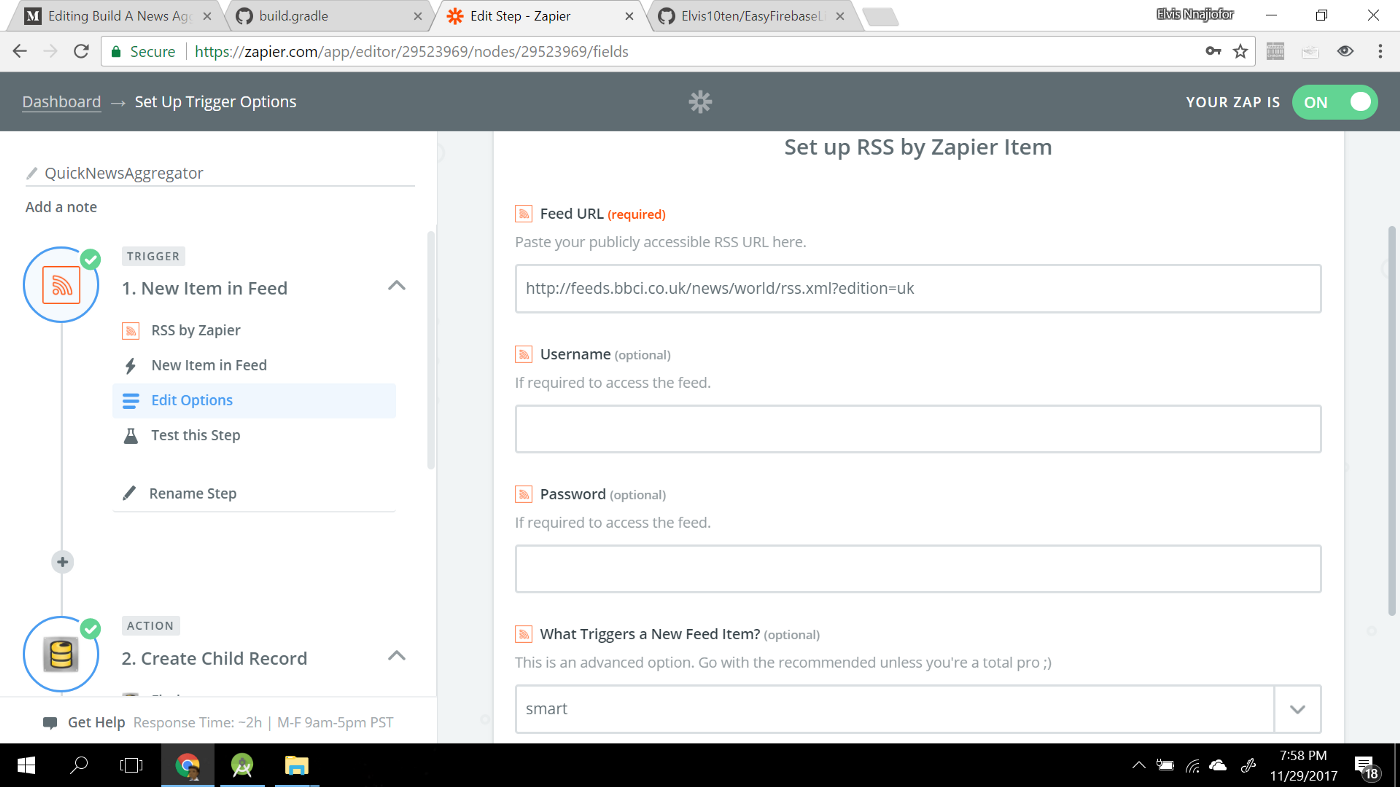 Editing Build A News Ag
build.gradle
Edit Step - Zapier
Elvis10ten/EasyFirebaseL
Elvis Nnajiofor
Secure
https://zapier.com/app/editor/29523969/nodes/29523969/fields
Dashboard → Set Up Trigger Options
YOUR ZAP IS ON
QuickNewsAggregator
Add a note
TRIGGER
1. New Item in Feed
RSS by Zapier
New Item in Feed
Edit Options
Test this Step
Rename Step
ACTION
2. Create Child Record
Get Help Response Time: ~2h | M-F 9am-5pm PST
Set up RSS by Zapier Item
Feed URL (required)
Paste your publicly accessible RSS URL here.
http://feeds.bbci.co.uk/news/world/rss.xml?edition=uk
Username (optional)
If required to access the feed.
Password (optional)
If required to access the feed.
What Triggers a New Feed Item? (optional)
This is an advanced option. Go with the recommended unless you're a total pro ;)
smart
7:58 PM
11/29/2017
18